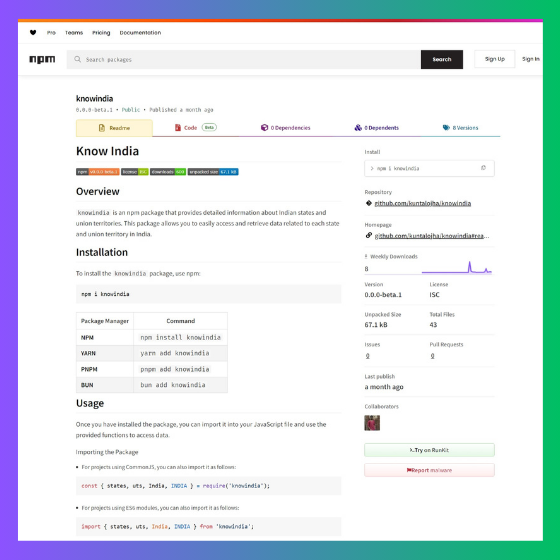 Pro Teams Pricing Documentation
npm Search packages Search Sign Up Sign In
knowindia
0.0.0-beta.1 • Public • Published a month ago
Readme Code Beta 0 Dependencies 0 Dependents 8 Versions
Know India
npm v0.0.0-beta.1 license ISC downloads unpacked size 67.1 kB
Overview
knowindia is an npm package that provides detailed information about Indian states and
union territories. This package allows you to easily access and retrieve data related to each state
and union territory in India.
Installation
To install the knowindia package, use npm:
npm i knowindia
Package Manager Command
NPM npm install knowindia
YARN yarn add knowindia
PNPM pnpm add knowindia
BUN bun add knowindia
Usage
Once you have installed the package, you can import it into your JavaScript file and use the
provided functions to access data.
Importing the Package
• For projects using CommonJS, you can also import it as follows:
const { states, uts, India, INDIA } = require('knowindia');
• For projects using ES6 modules, you can also import it as follows:
import { states, uts, India, INDIA } from 'knowindia';
Install
> npm i knowindia
Repository
github.com/kuntalojha/knowindia
Homepage
github.com/kuntalojha/knowindia#rea...
Weekly Downloads
8
Version License
0.0.0-beta.1 ISC
Unpacked Size Total Files
67.1 kB 43
Issues Pull Requests
0 0
Last publish
a month ago
Collaborators
Try on RunKit
Report malware